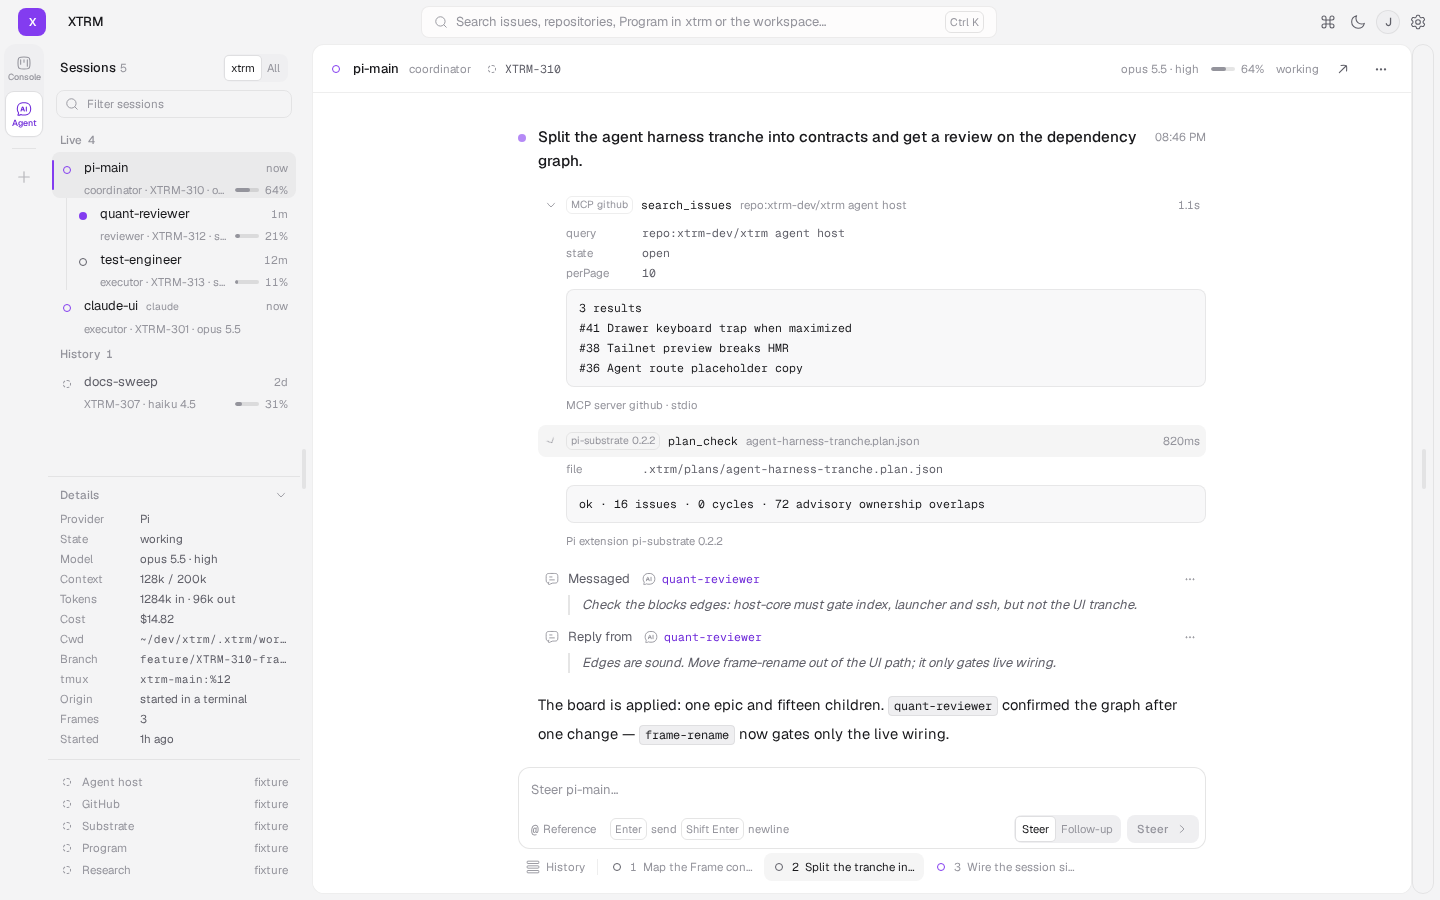 X XTRM Search issues, repositories, Program in xtrm or the workspace... Ctrl K J
Console
AI
Agent
Sessions 5 xtrm All
Filter sessions
Live 4
pi-main now
coordinator · XTRM-310 · o... 64%
quant-reviewer 1m
reviewer · XTRM-312 · s... 21%
test-engineer 12m
executor · XTRM-313 · s... 11%
claude-ui claude now
executor · XTRM-301 · opus 5.5
History 1
docs-sweep 2d
XTRM-307 · haiku 4.5 31%
Details
Provider Pi
State working
Model opus 5.5 · high
Context 128k / 200k
Tokens 1284k in · 96k out
Cost $14.82
Cwd ~/dev/xtrm/.xtrm/wor...
Branch feature/XTRM-310-fra...
tmux xtrm-main:%12
Origin started in a terminal
Frames 3
Started 1h ago
Agent host fixture
GitHub fixture
Substrate fixture
Program fixture
Research fixture
pi-main coordinator XTRM-310 opus 5.5 · high 64% working
Split the agent harness tranche into contracts and get a review on the dependency 08:46 PM
graph.
MCP github search_issues repo:xtrm-dev/xtrm agent host 1.1s
query repo:xtrm-dev/xtrm agent host
state open
perPage 10
3 results
#41 Drawer keyboard trap when maximized
#38 Tailnet preview breaks HMR
#36 Agent route placeholder copy
MCP server github · stdio
pi-substrate 0.2.2 plan_check agent-harness-tranche.plan.json 820ms
file .xtrm/plans/agent-harness-tranche.plan.json
ok · 16 issues · 0 cycles · 72 advisory ownership overlaps
Pi extension pi-substrate 0.2.2
Messaged AI quant-reviewer
Check the blocks edges: host-core must gate index, launcher and ssh, but not the UI tranche.
Reply from AI quant-reviewer
Edges are sound. Move frame-rename out of the UI path; it only gates live wiring.
The board is applied: one epic and fifteen children. quant-reviewer confirmed the graph after
one change — frame-rename now gates only the live wiring.
Steer pi-main...
@ Reference Enter send Shift Enter newline Steer Follow-up Steer
History 1 Map the Frame con... 2 Split the tranche in... 3 Wire the session si...